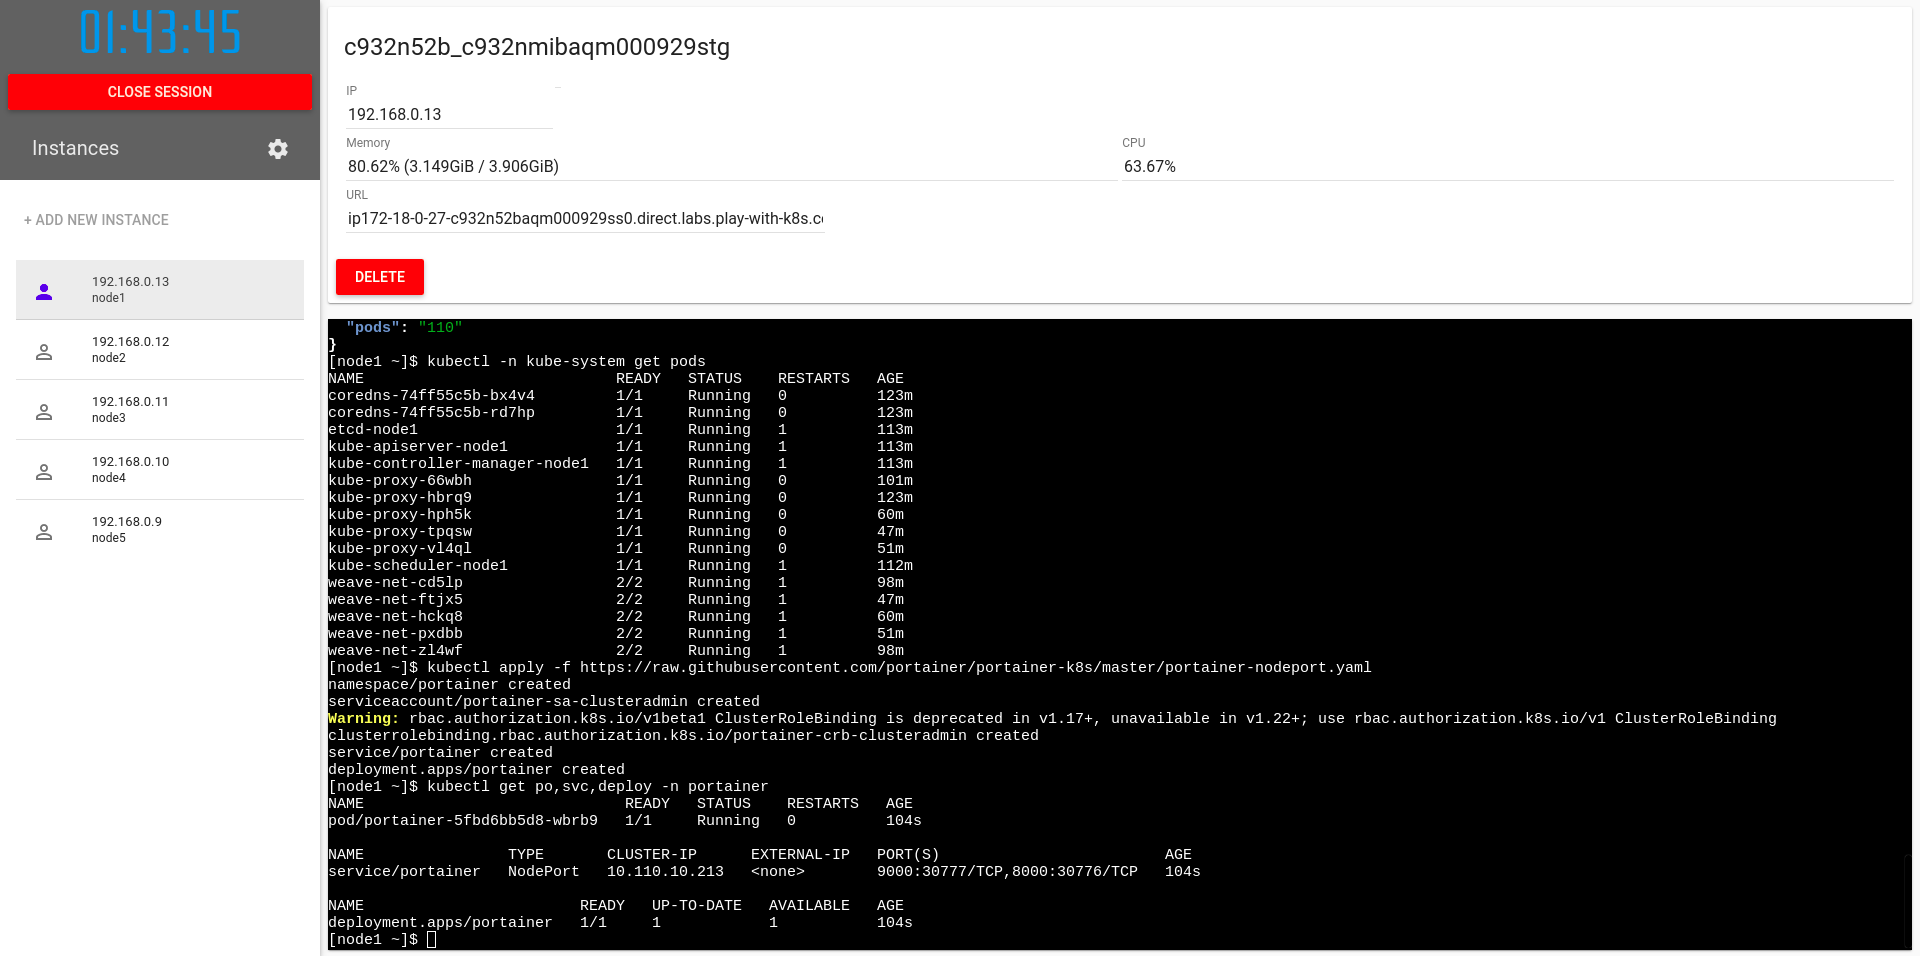 01:43:45
CLOSE SESSION
Instances
+ ADD NEW INSTANCE
192.168.0.13
node1
192.168.0.12
node2
192.168.0.11
node3
192.168.0.10
node4
192.168.0.9
node5
c932n52b_c932nmibaqm000929stg
IP
192.168.0.13
Memory
80.62% (3.149GiB / 3.906GiB)
CPU
63.67%
URL
ip172-18-0-27-c932n52baqm000929ss0.direct.labs.play-with-k8s.c
DELETE
  "pods": "110"
}
[node1 ~]$ kubectl -n kube-system get pods
NAME                            READY   STATUS    RESTARTS   AGE
coredns-74ff55c5b-bx4v4         1/1     Running   0          123m
coredns-74ff55c5b-rd7hp         1/1     Running   0          123m
etcd-node1                      1/1     Running   1          113m
kube-apiserver-node1            1/1     Running   1          113m
kube-controller-manager-node1   1/1     Running   1          113m
kube-proxy-66wbh                1/1     Running   0          101m
kube-proxy-hbrq9                1/1     Running   0          123m
kube-proxy-hph5k                1/1     Running   0          60m
kube-proxy-tpqsw                1/1     Running   0          47m
kube-proxy-vl4ql                1/1     Running   0          51m
kube-scheduler-node1            1/1     Running   1          112m
weave-net-cd5lp                 2/2     Running   1          98m
weave-net-ftjx5                 2/2     Running   1          47m
weave-net-hckq8                 2/2     Running   1          60m
weave-net-pxdbb                 2/2     Running   1          51m
weave-net-zl4wf                 2/2     Running   1          98m
[node1 ~]$ kubectl apply -f https://raw.githubusercontent.com/portainer/portainer-k8s/master/portainer-nodeport.yaml
namespace/portainer created
serviceaccount/portainer-sa-clusteradmin created
Warning: rbac.authorization.k8s.io/v1beta1 ClusterRoleBinding is deprecated in v1.17+, unavailable in v1.22+; use rbac.authorization.k8s.io/v1 ClusterRoleBinding
clusterrolebinding.rbac.authorization.k8s.io/portainer-crb-clusteradmin created
service/portainer created
deployment.apps/portainer created
[node1 ~]$ kubectl get po,svc,deploy -n portainer
NAME                             READY   STATUS    RESTARTS   AGE
pod/portainer-5fbd6bb5d8-wbrb9   1/1     Running   0          104s
NAME                TYPE       CLUSTER-IP      EXTERNAL-IP   PORT(S)                         AGE
service/portainer   NodePort   10.110.10.213   <none>        9000:30777/TCP,8000:30776/TCP   104s
NAME                        READY   UP-TO-DATE   AVAILABLE   AGE
deployment.apps/portainer   1/1     1            1           104s
[node1 ~]$